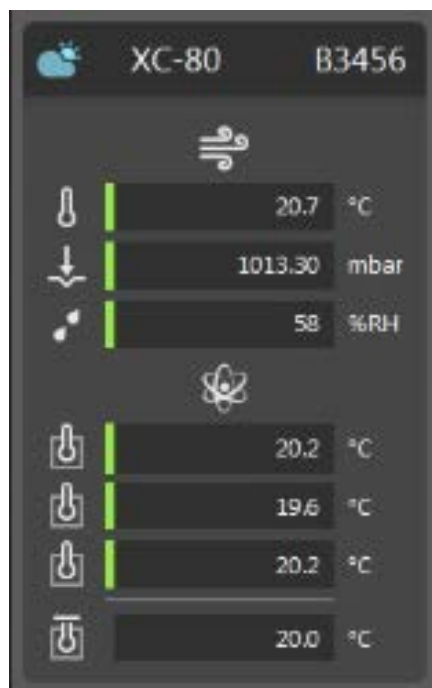 XC-80 B3456
20.7 °C
1013.30 mbar
58 %RH
20.2 °C
19.6 °C
20.2 °C
20.0 °C